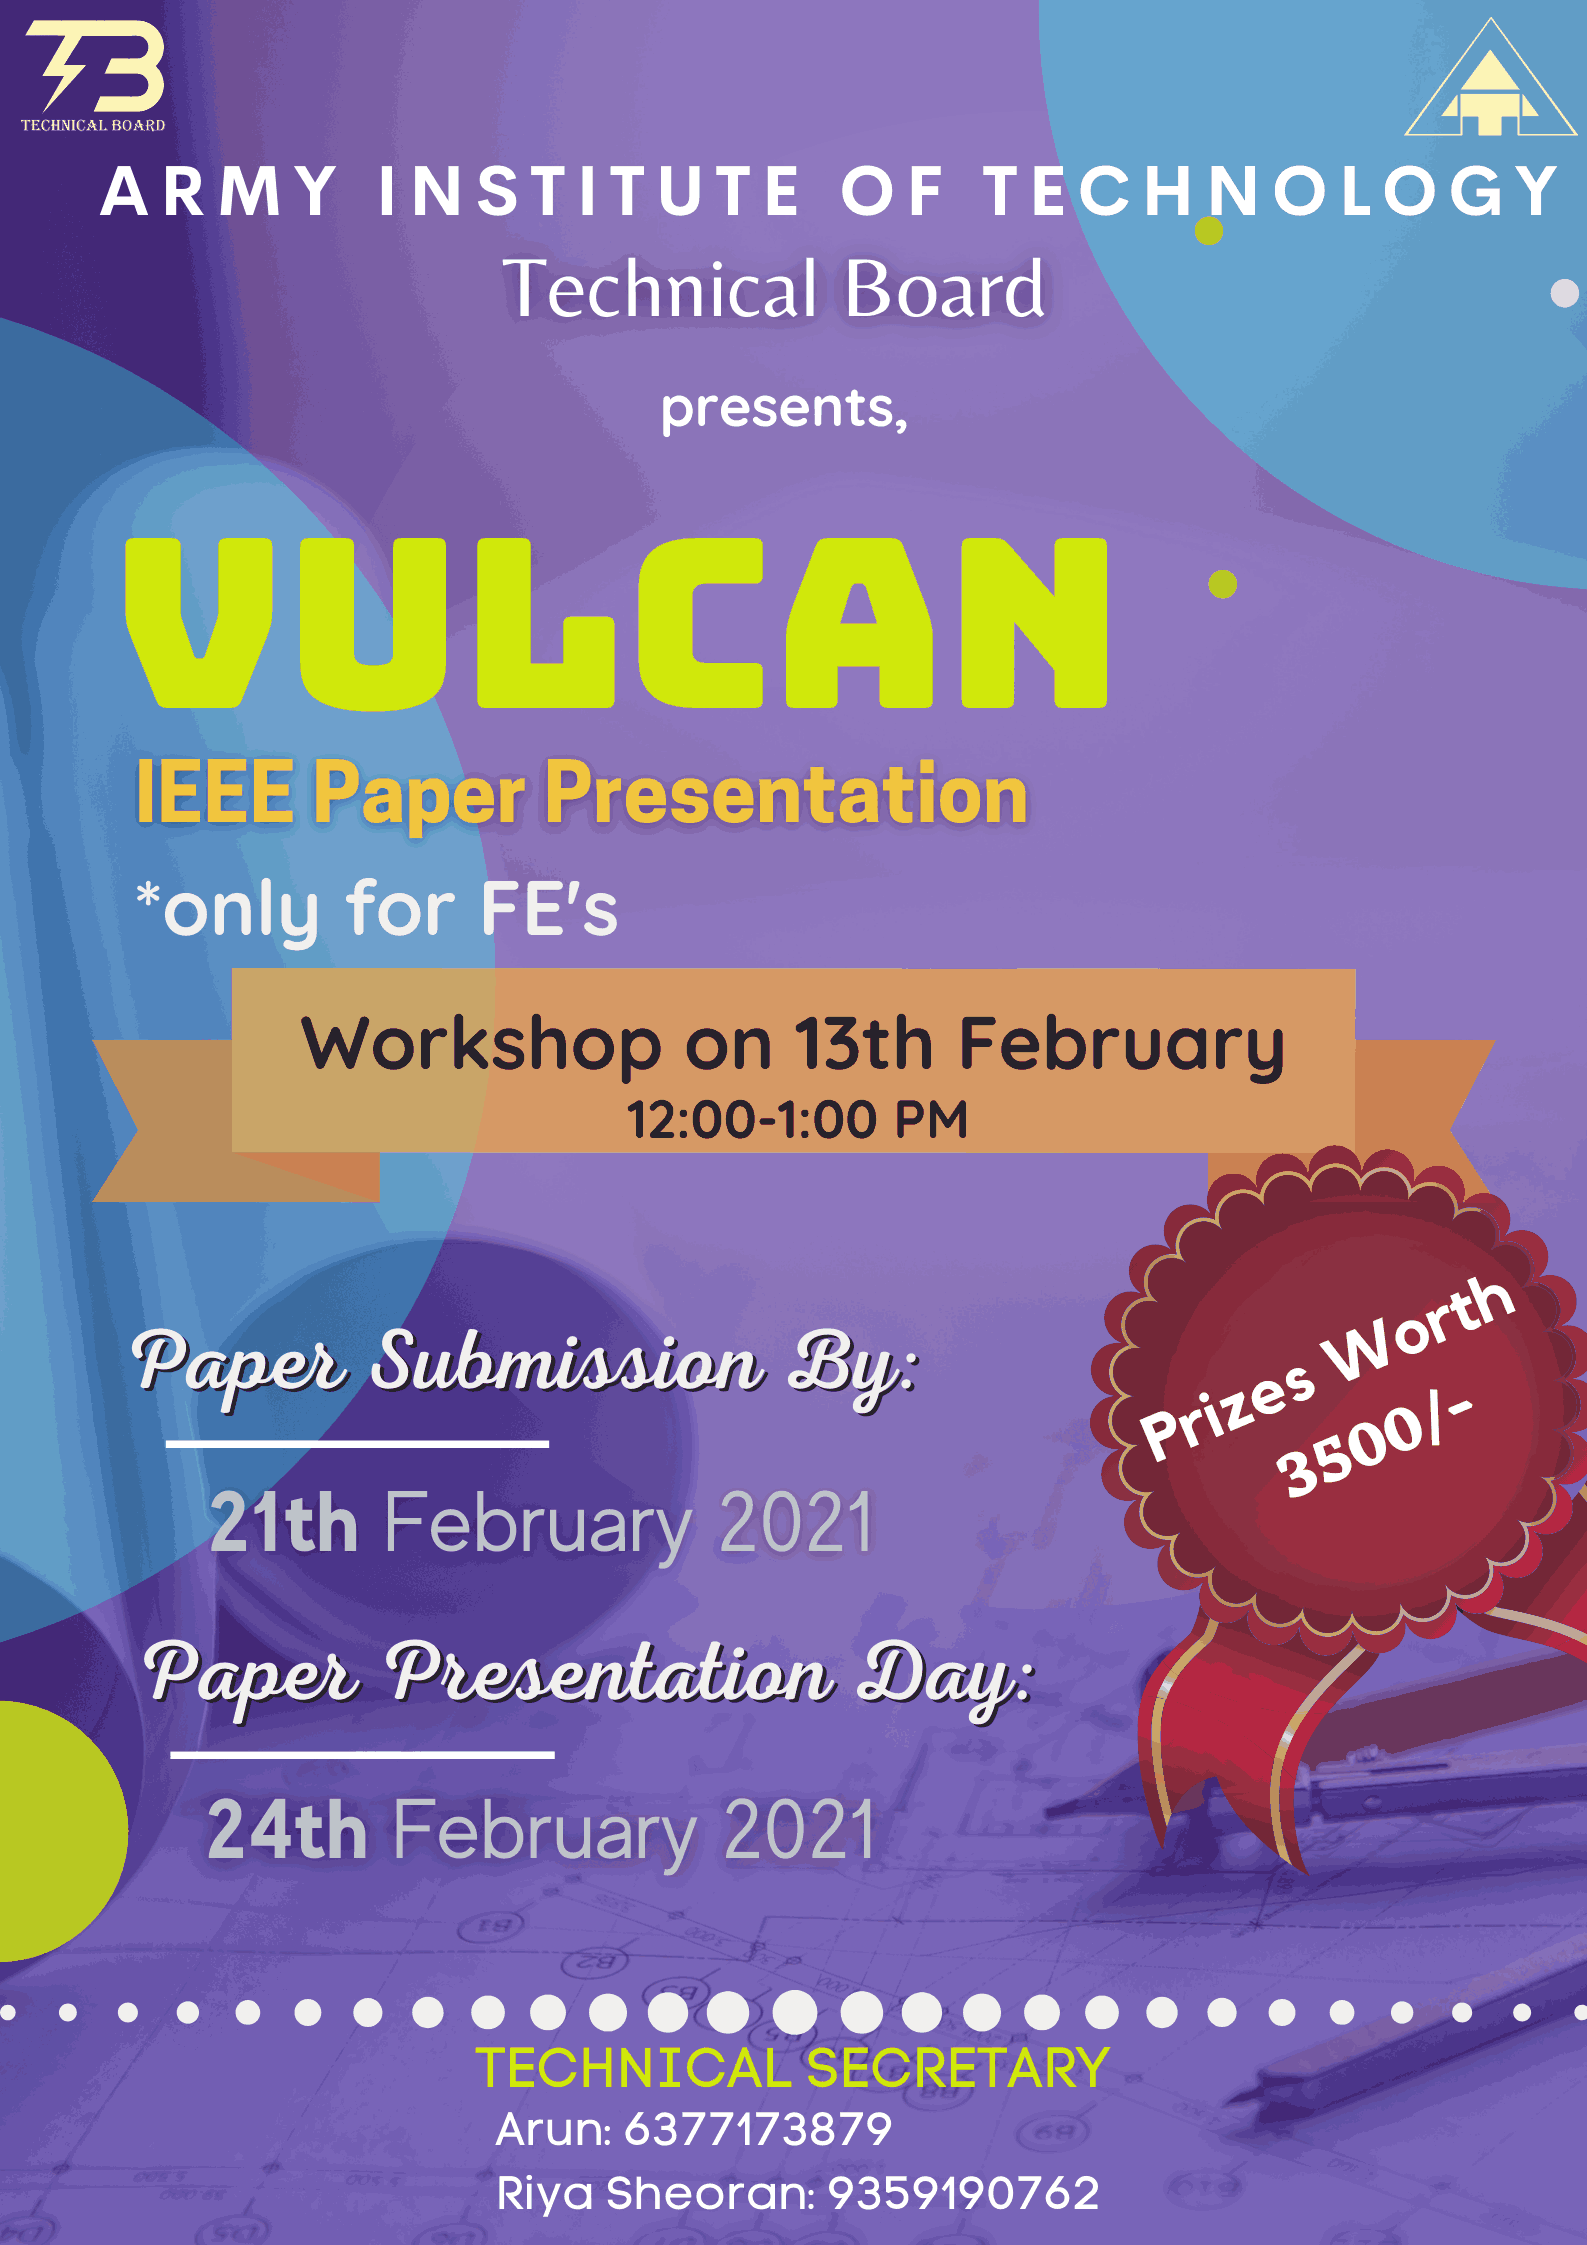 TECHNICAL BOARD
ARMY INSTITUTE OF TECHNOLOGY
Technical Board
presents,
VULCAN
IEEE Paper Presentation
*only for FE's
Workshop on 13th February
12:00-1:00 PM
Prizes Worth
3500/-
Paper Submission By:
21th February 2021
Paper Presentation Day:
24th February 2021
TECHNICAL SECRETARY
Arun: 6377173879
Riya Sheoran: 9359190762